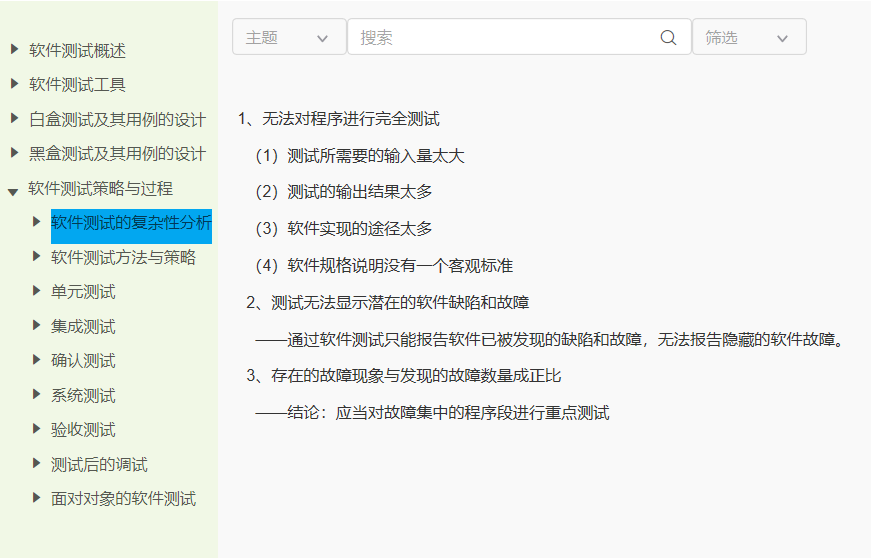 软件测试概述
软件测试工具
白盒测试及其用例的设计
黑盒测试及其用例的设计
软件测试策略与过程
软件测试的复杂性分析
软件测试方法与策略
单元测试
集成测试
确认测试
系统测试
验收测试
测试后的调试
面对对象的软件测试
主题
搜索
筛选
1、无法对程序进行完全测试
（1）测试所需要的输入量太大
（2）测试的输出结果太多
（3）软件实现的途径太多
（4）软件规格说明没有一个客观标准
2、测试无法显示潜在的软件缺陷和故障
——通过软件测试只能报告软件已被发现的缺陷和故障，无法报告隐藏的软件故障。
3、存在的故障现象与发现的故障数量成正比
——结论：应当对故障集中的程序段进行重点测试